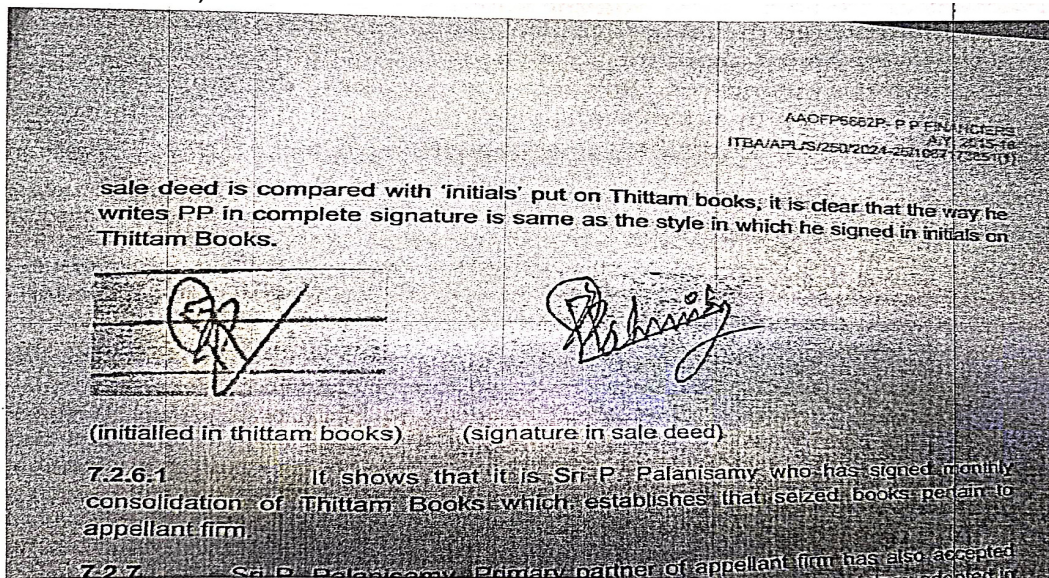 AAOFP5662P- P P FINANCIERS
A.Y. 2015-16
sale deed is compared with 'initials' put on Thittam books, it is clear that the way he
writes PP in complete signature is same as the style in which he signed in initials on
Thittam Books.
(initialled in thittam books) (signature in sale deed)
7.2.6.1 It shows that it is Sri P. Palanisamy who has signed monthly
consolidation of Thittam Books which establishes that seized books pertain to
appellant firm.
7.2.7 Sri P. Palanisamy, Primary partner of appellant firm has also accepted